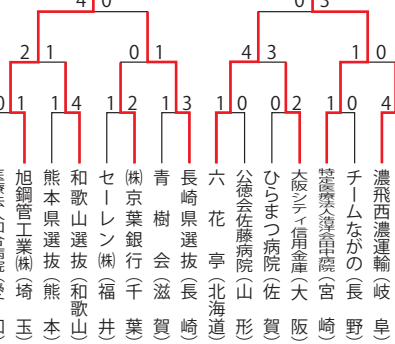 4 0 0 3
2 1 0 1 4 3 1 0
0 1 1 4 1 2 1 3 1 0 0 2 1 0 4
旭鋼管工業㈱(埼玉)
熊本県選抜(熊本)
和歌山選抜(和歌山)
セーレン㈱(福井)
㈱京葉銀行(千葉)
青樹会(滋賀)
長崎県選抜(長崎)
六花亭(北海道)
公徳会佐藤病院(山形)
ひらまつ病院(佐賀)
大阪シティ信用金庫(大阪)
(宮崎)
チームながの(長野)
濃飛西濃運輸(岐阜)